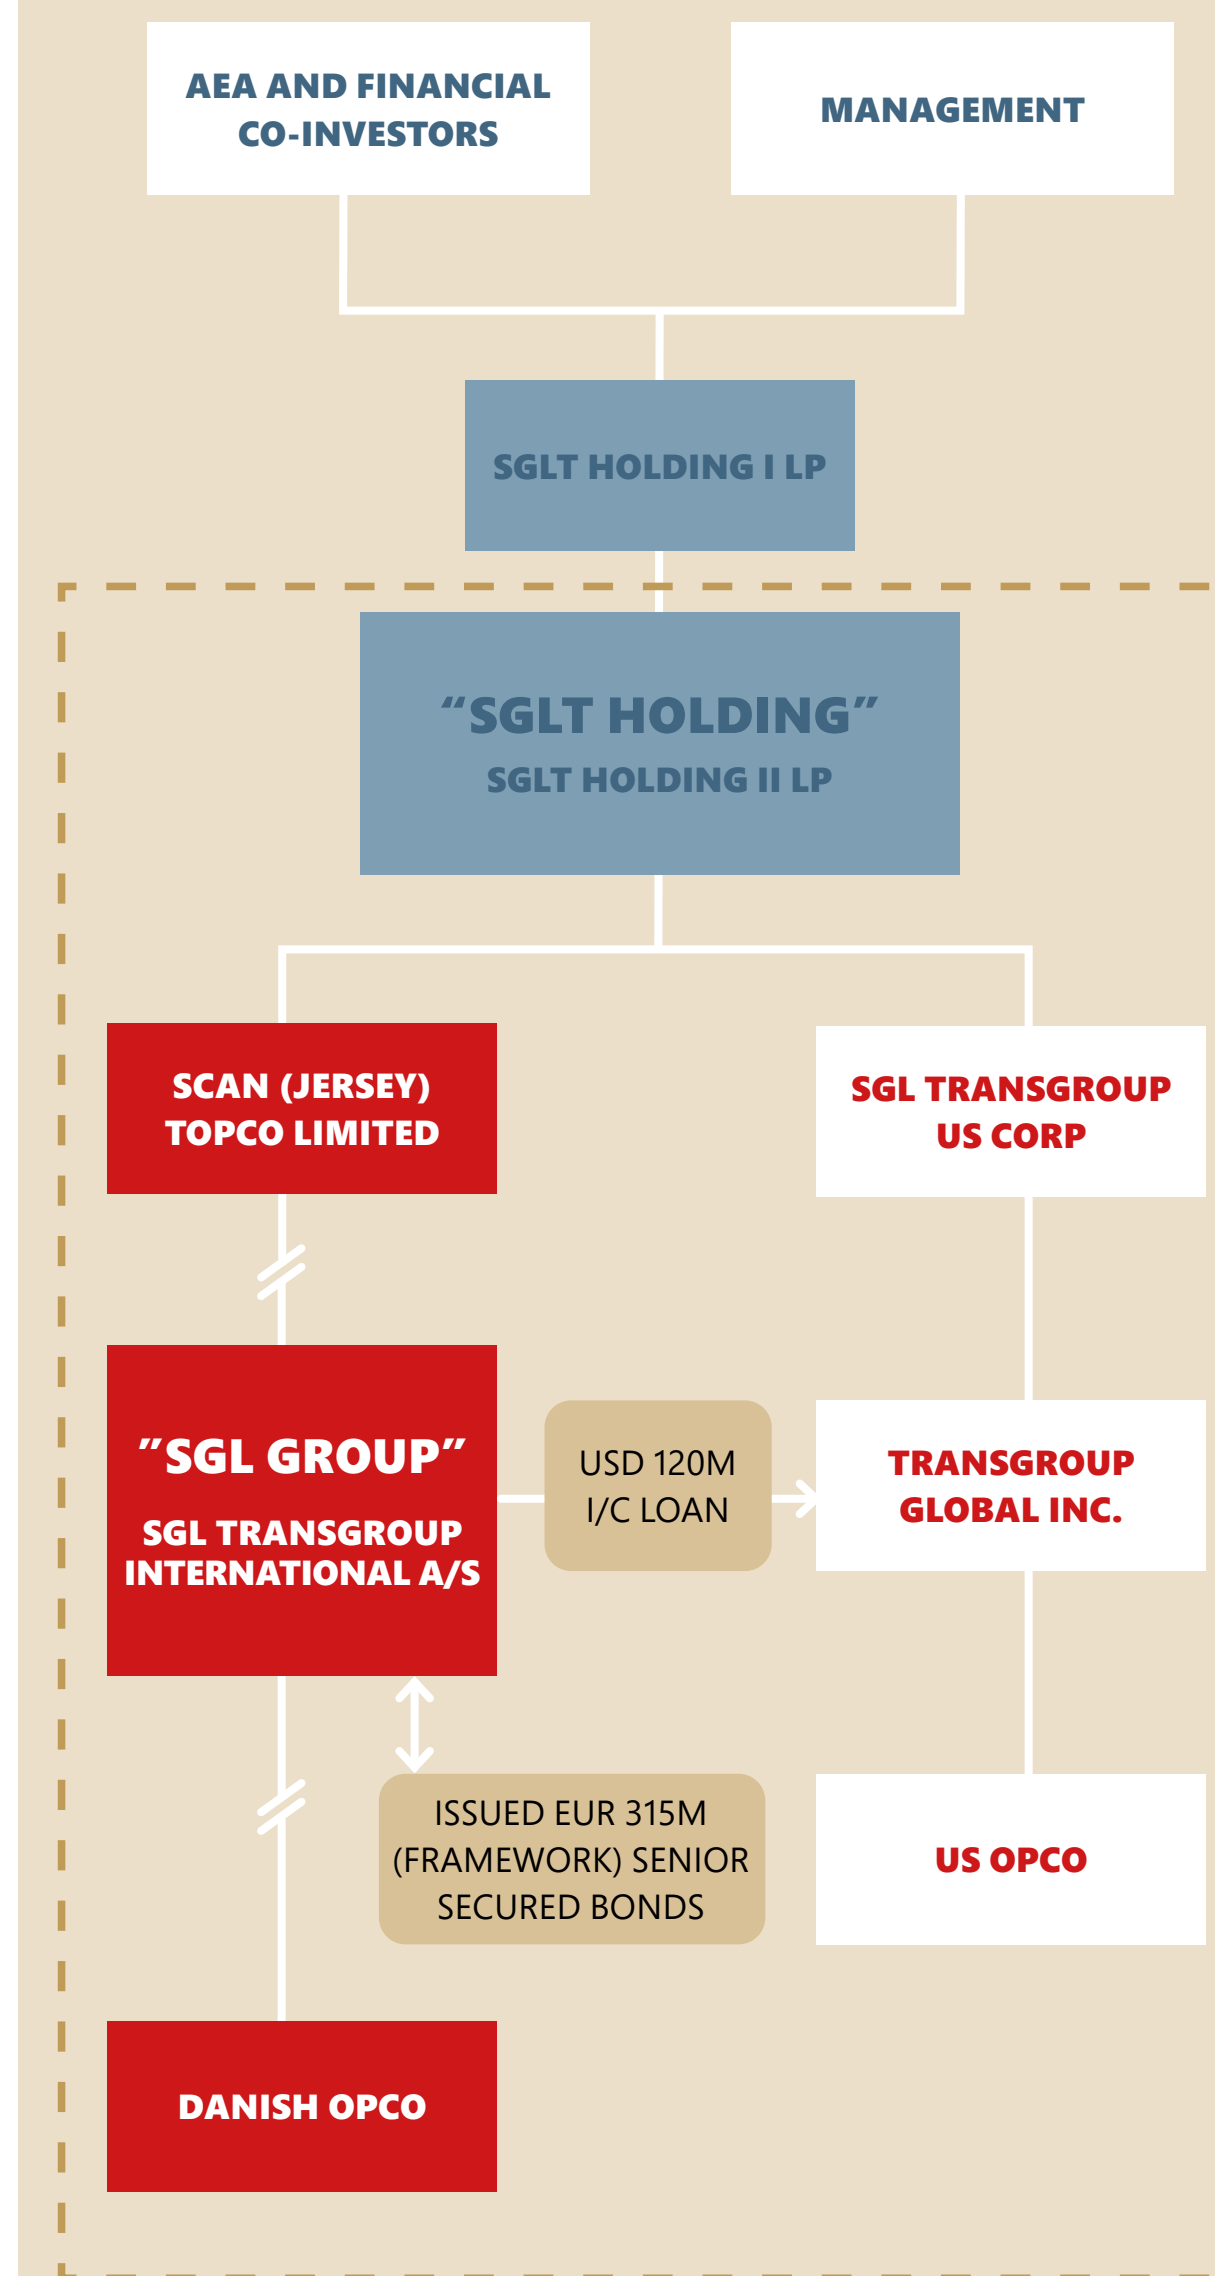 AEA AND FINANCIAL
CO-INVESTORS
MANAGEMENT
SGLT HOLDING I LP
“SGLT HOLDING”
SGLT HOLDING II LP
SCAN (JERSEY)
TOPCO LIMITED
SGL TRANSGROUP
US CORP
”SGL GROUP”
SGL TRANSGROUP
INTERNATIONAL A/S
USD 120M
I/C LOAN
TRANSGROUP
GLOBAL INC.
ISSUED EUR 315M
(FRAMEWORK) SENIOR
SECURED BONDS
US OPCO
DANISH OPCO